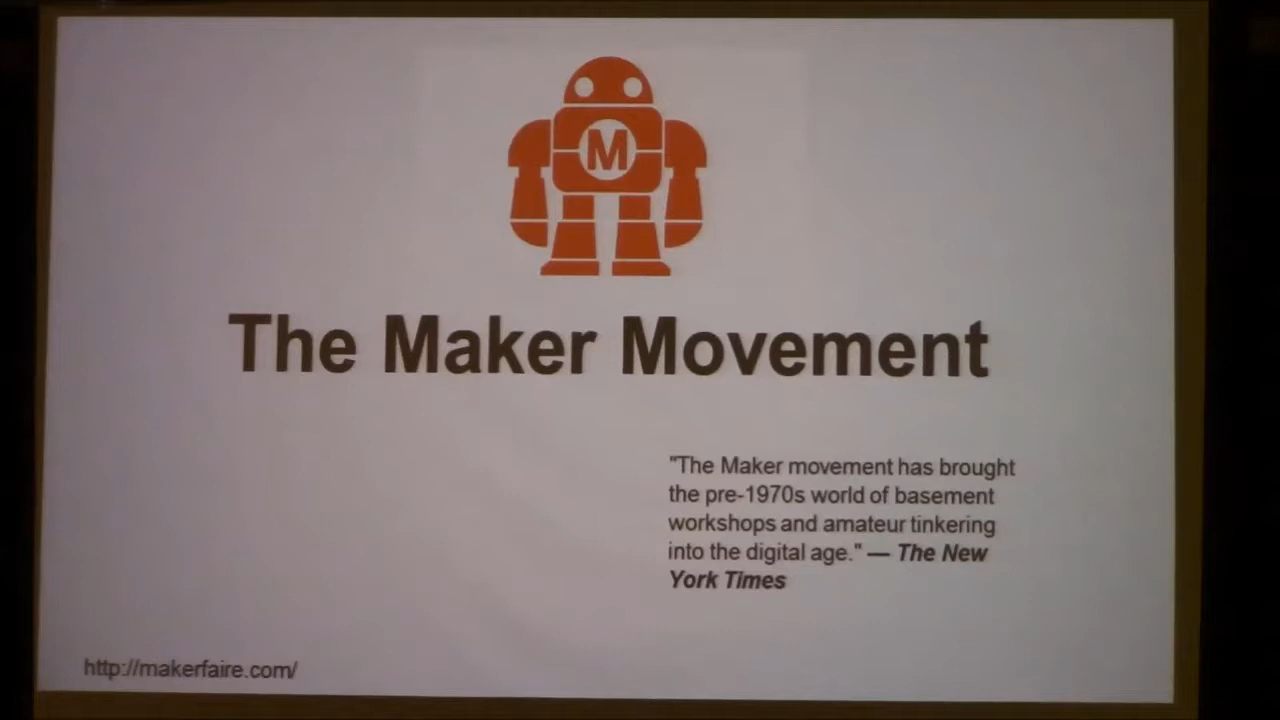 M
The Maker Movement
"The Maker movement has brought
the pre-1970s world of basement
workshops and amateur tinkering
into the digital age." — The New
York Times
http://makerfaire.com/